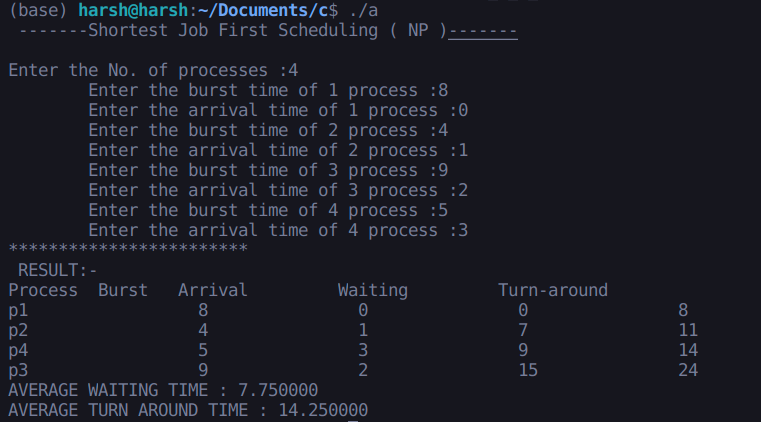 (base) harsh@harsh:~/Documents/c$ ./a
-------Shortest Job First Scheduling ( NP )-------
Enter the No. of processes :4
Enter the burst time of 1 process :8
Enter the arrival time of 1 process :0
Enter the burst time of 2 process :4
Enter the arrival time of 2 process :1
Enter the burst time of 3 process :9
Enter the arrival time of 3 process :2
Enter the burst time of 4 process :5
Enter the arrival time of 4 process :3
************************
RESULT:-
Process  Burst   Arrival         Waiting         Turn-around
p1                 8               0               0               8
p2                 4               1               7               11
p4                 5               3               9               14
p3                 9               2               15              24
AVERAGE WAITING TIME : 7.750000
AVERAGE TURN AROUND TIME : 14.250000